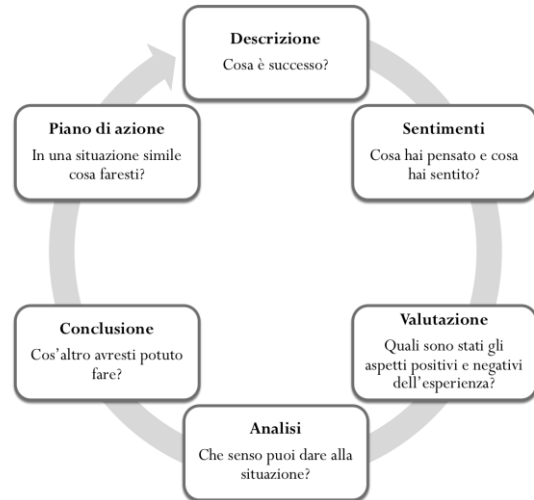 Descrizione
Cosa è successo?
Sentimenti
Cosa hai pensato e cosa
hai sentito?
Valutazione
Quali sono stati gli
aspetti positivi e negativi
dell'esperienza?
Analisi
Che senso puoi dare alla
situazione?
Conclusione
Cos'altro avresti potuto
fare?
Piano di azione
In una situazione simile
cosa faresti?